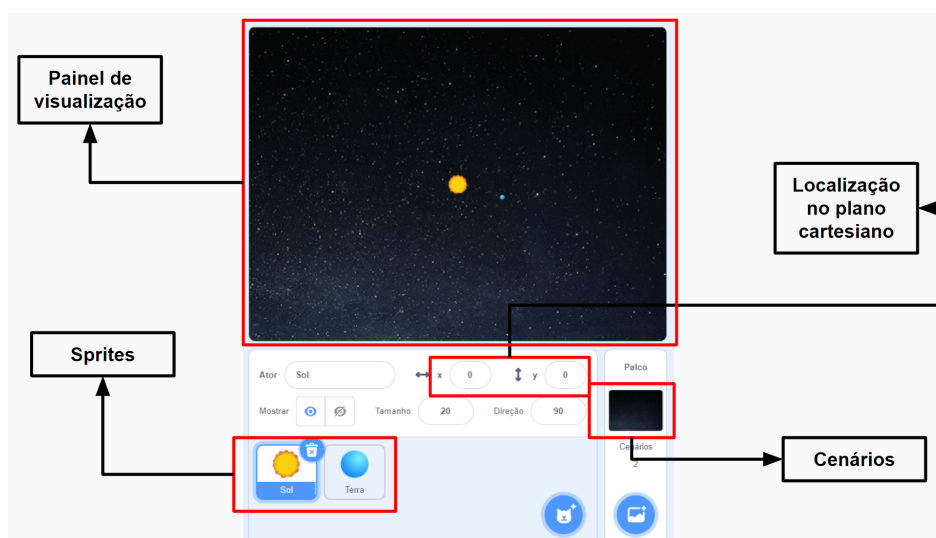 Painel de
visualização
Localização
no plano
cartesiano
Sprites
Ator Sol x 0 y 0
Palco
Mostrar Tamanho 20 Direção 90
Cenários
2
Sol Terra
Cenários